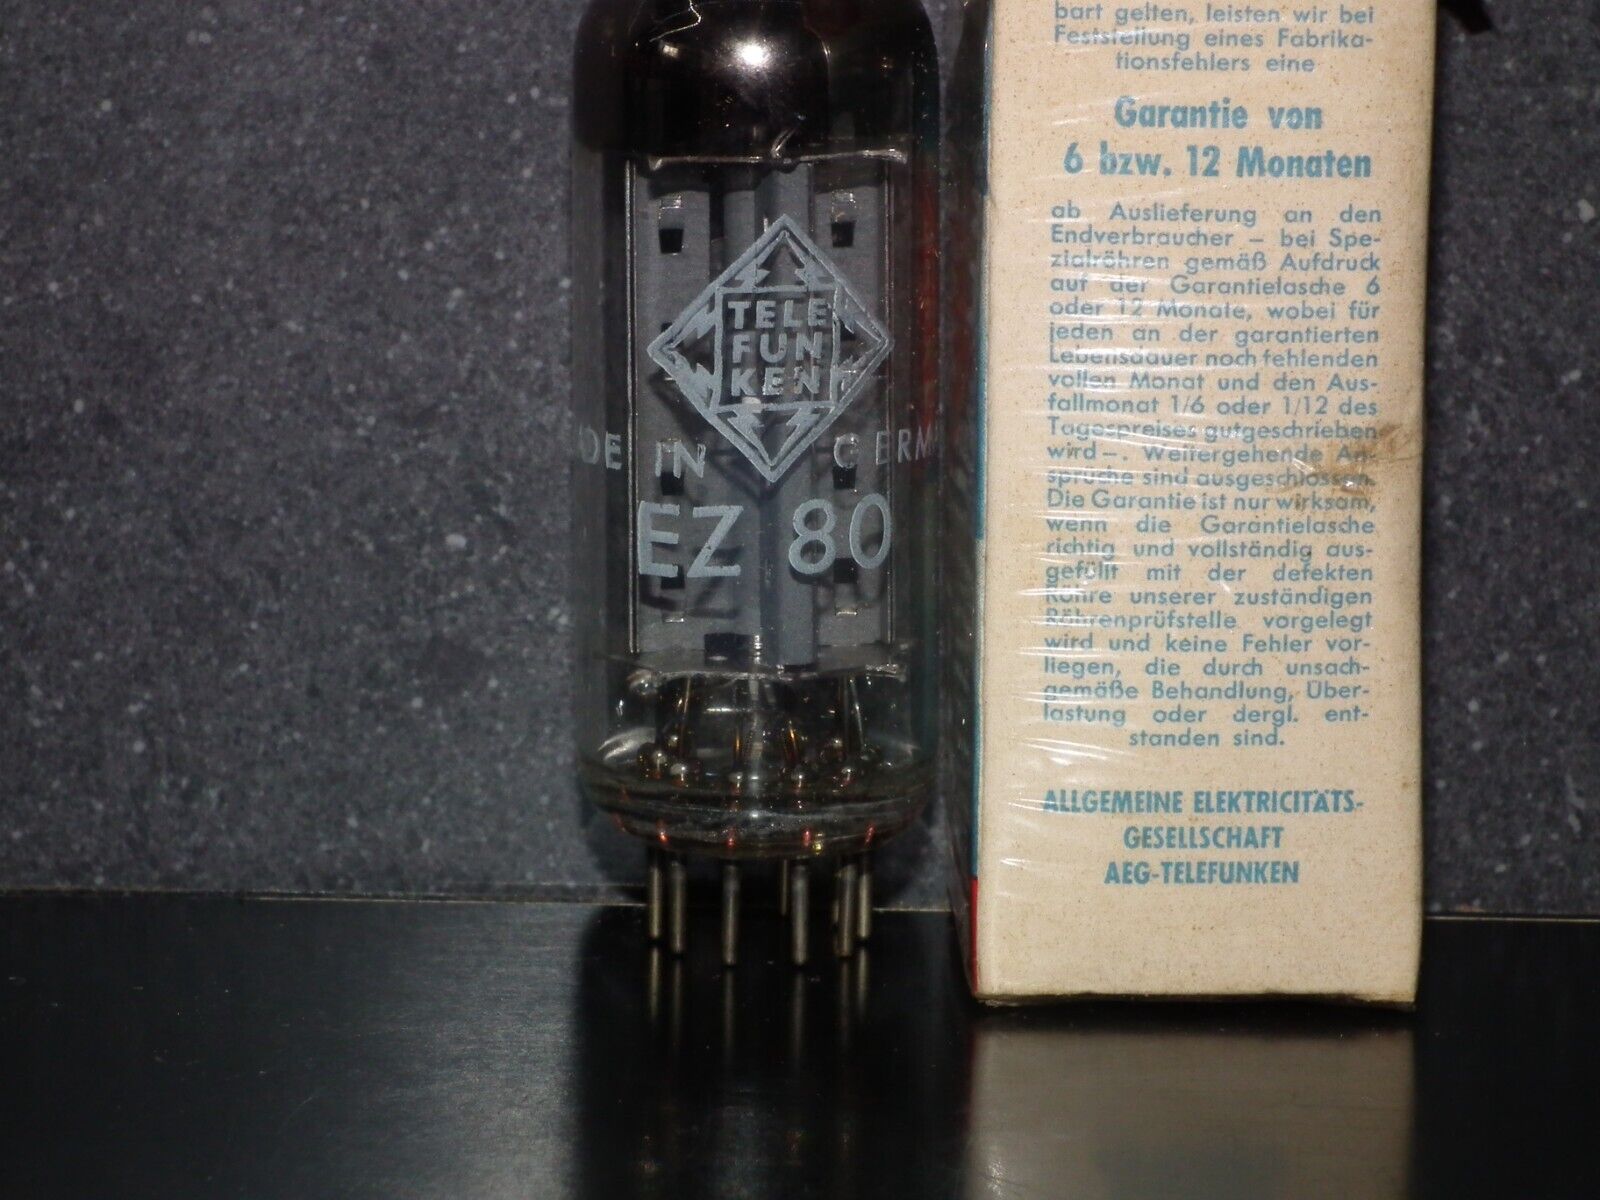 TELE
FUN
KEN
DE IN GERM
EZ 80
bart gelten, leisten wir bei
Feststellung eines Fabrika-
tionsfehlers eine
Garantie von
6 bzw. 12 Monaten
ab Auslieferung an den
Endverbraucher – bei Spe-
zialröhren gemäß Aufdruck
auf der Garantielasche 6
oder 12 Monate, wobei für
jeden an der garantierten
Lebensdauer noch fehlenden
vollen Monat und den Aus-
fallmonat 1/6 oder 1/12 des
Tagespreises gutgeschrieben
wird –. Weitergehende An-
sprüche sind ausgeschlossen.
Die Garantie ist nur wirksam,
wenn die Garantielasche
richtig und vollständig aus-
gefüllt mit der defekten
Röhre unserer zuständigen
Röhrenprüfstelle vorgelegt
wird und keine Fehler vor-
liegen, die durch unsach-
gemäße Behandlung, Über-
lastung oder dergl. ent-
standen sind.
ALLGEMEINE ELEKTRICITÄTS-
GESELLSCHAFT
AEG-TELEFUNKEN